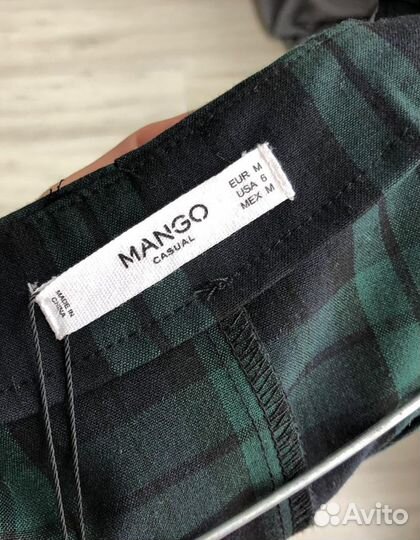 MANGO
CASUAL
EUR M
USA 6
MEX M
MADE IN
CHINA
Avito